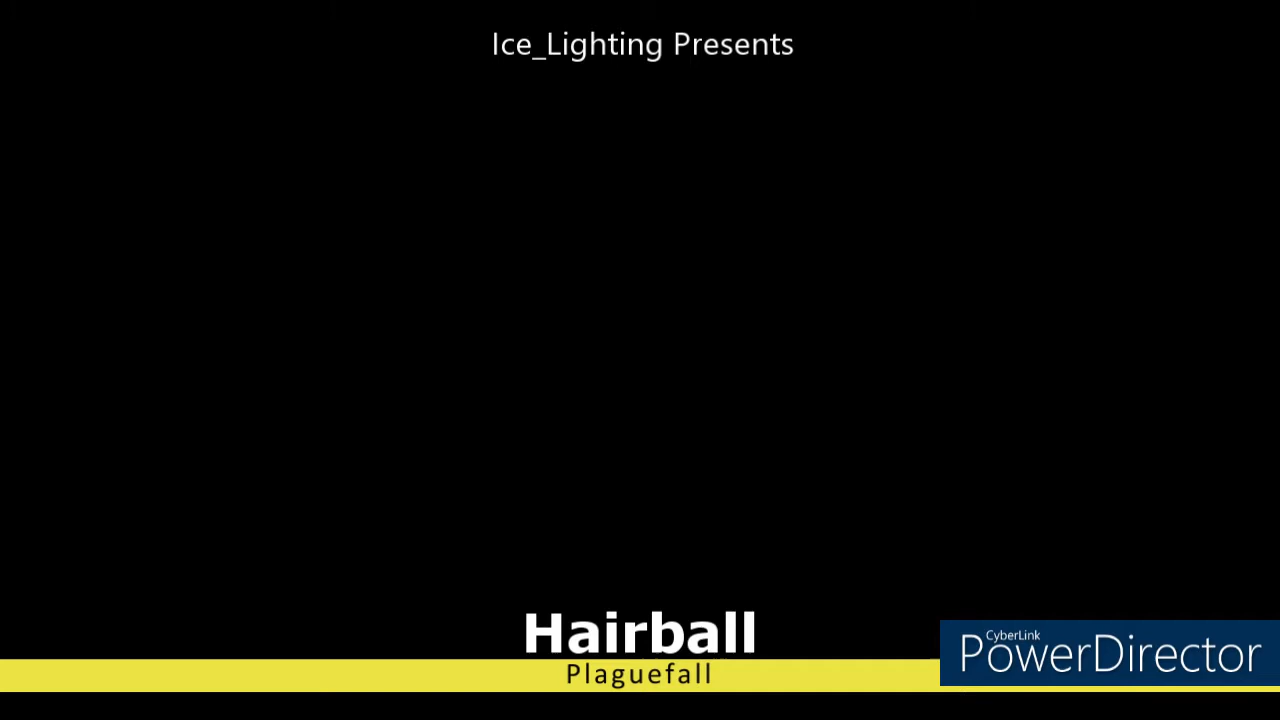 Ice_Lighting Presents
Hairball
Plaguefall
CyberLink
PowerDirector